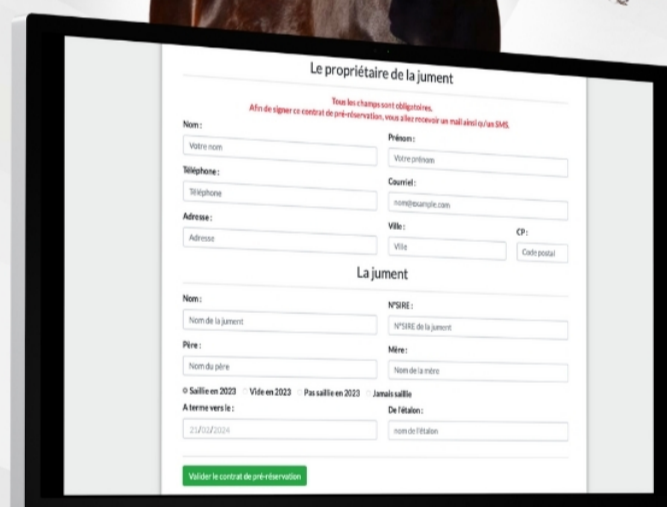 Le propriétaire de la jument
Tous les champs sont obligatoires.
Afin de signer ce contrat de pré-réservation, vous allez recevoir un mail ainsi qu'un SMS.
Nom :
Prénom :
Votre nom
Votre prénom
Téléphone :
Courriel :
Téléphone
nom@example.com
Adresse :
Ville :
CP :
Adresse
Ville
Code postal
La jument
Nom :
N°SIRE :
Nom de la jument
N°SIRE de la jument
Père :
Mère :
Nom du père
Nom de la mère
Saillie en 2023 Vide en 2023 Pas saillie en 2023 Jamais saillie
A terme vers le :
De l'étalon :
21/02/2024
nom de l'étalon
Valider le contrat de pré-réservation